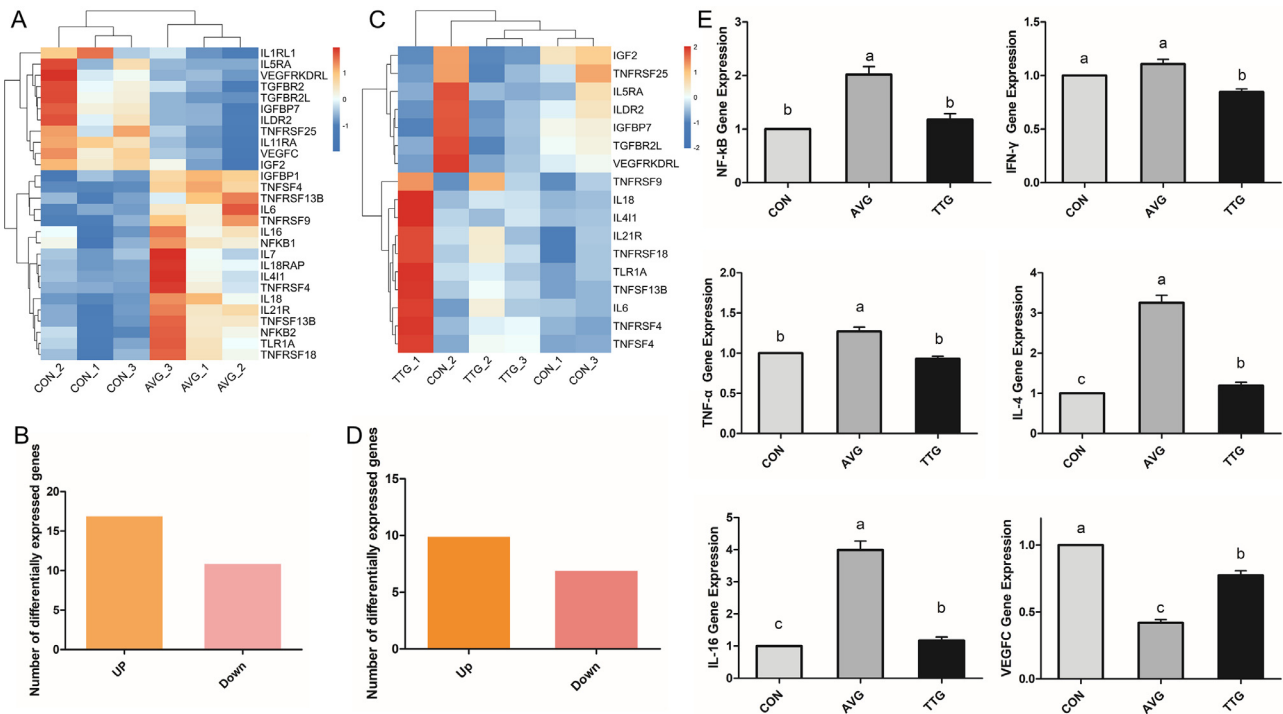 A
IL1RL1
IL5RA
VEGFRKDRL
TGFBR2
TGFBR2L
IGFBP7
ILDR2
TNFRSF25
IL11RA
VEGFC
IGF2
IGFBP1
TNFSF4
TNFRSF13B
IL6
TNFRSF9
IL16
NFKB1
IL7
IL18RAP
IL4I1
TNFRSF4
IL18
IL21R
TNFSF13B
NFKB2
TLR1A
TNFRSF18
1
0
-1
CON_2
CON_1
CON_3
AVG_3
AVG_1
AVG_2
C
IGF2
TNFRSF25
IL5RA
ILDR2
IGFBP7
TGFBR2L
VEGFRKDRL
TNFRSF9
IL18
IL4I1
IL21R
TNFRSF18
TLR1A
TNFSF13B
IL6
TNFRSF4
TNFSF4
2
1
0
-1
-2
TTG_1
CON_2
TTG_2
TTG_3
CON_1
CON_3
B
Number of differentially expressed genes
20
15
10
5
0
UP
Down
D
Number of differentially expressed genes
15
10
5
0
Up
Down
E
NF-kB Gene Expression
3
2
1
0
b
a
b
CON
AVG
TTG
IFN-γ Gene Expression
1.5
1.0
0.5
0.0
a
a
b
CON
AVG
TTG
TNF-α Gene Expression
2.0
1.5
1.0
0.5
0.0
b
a
b
CON
AVG
TTG
IL-4 Gene Expression
4
3
2
1
0
c
a
b
CON
AVG
TTG
IL-16 Gene Expression
5
4
3
2
1
0
c
a
b
CON
AVG
TTG
VEGFC Gene Expression
1.0
0.5
0.0
a
c
b
CON
AVG
TTG